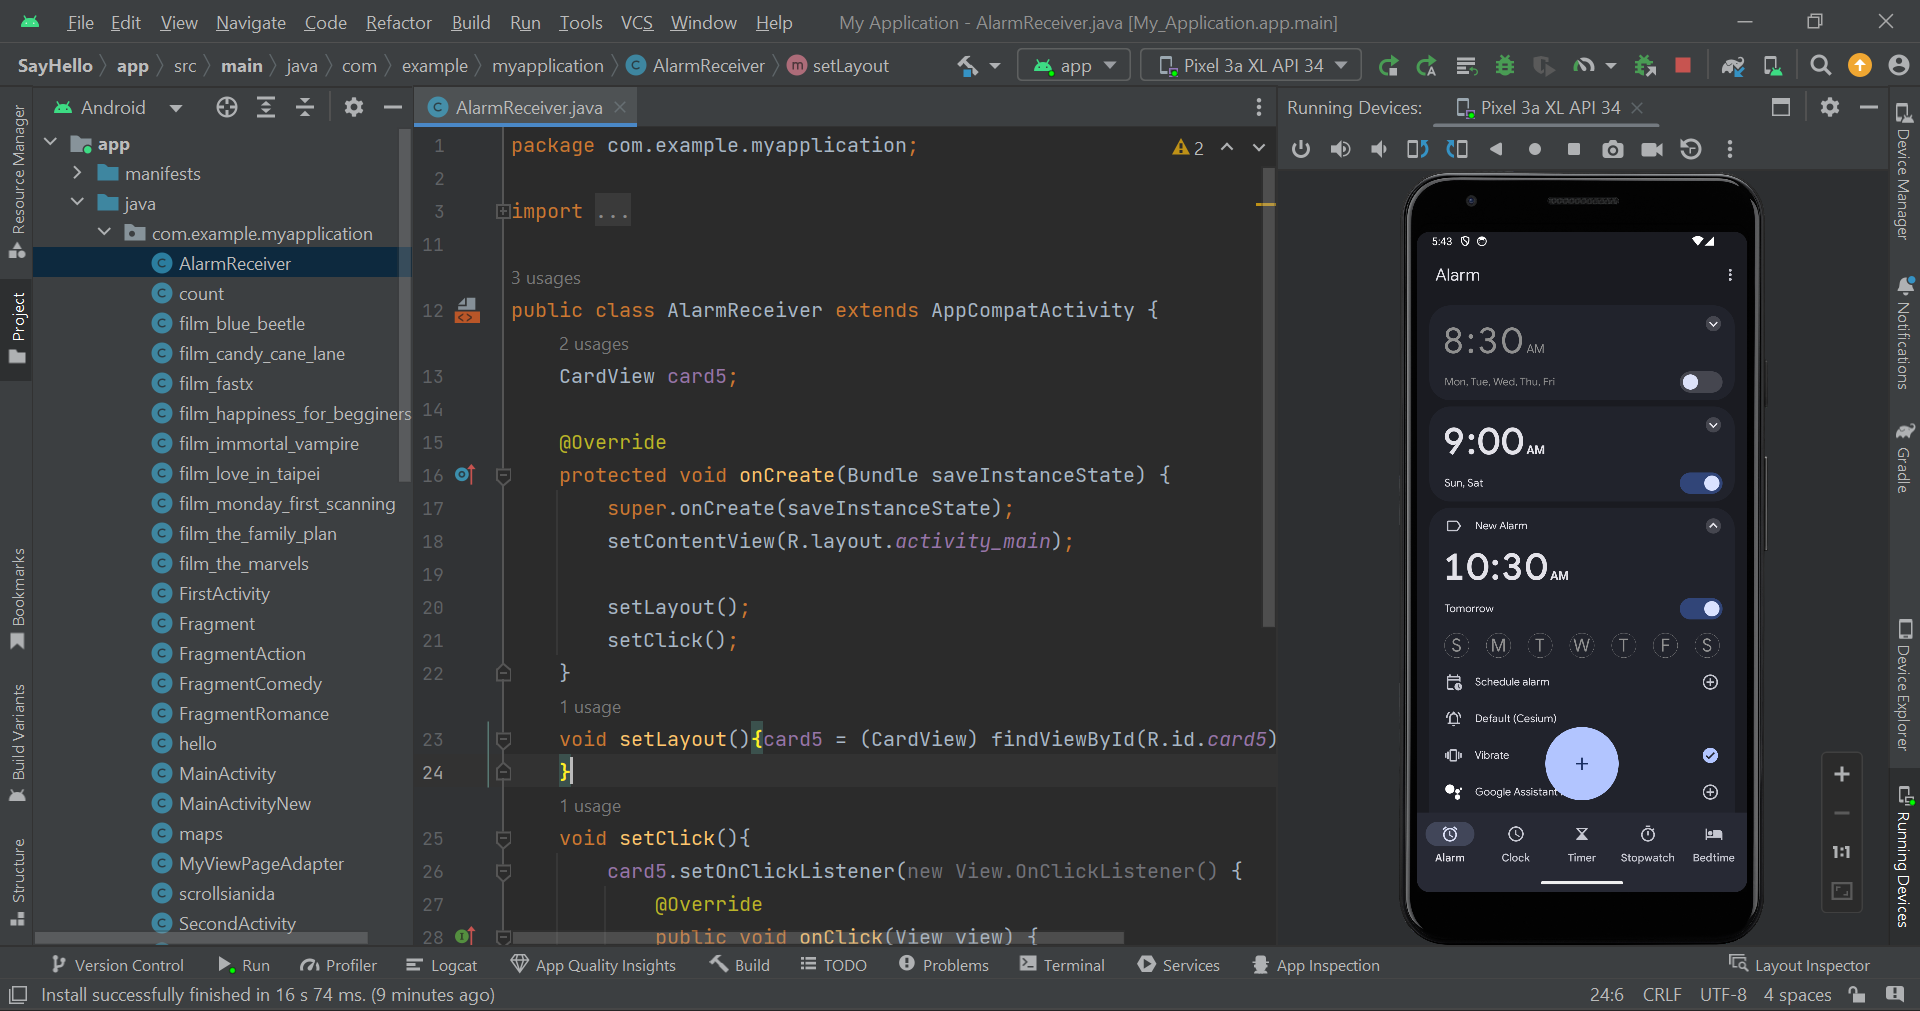 File Edit View Navigate Code Refactor Build Run Tools VCS Window Help My Application - AlarmReceiver.java [My_Application.app.main]
SayHello app src main java com example myapplication C AlarmReceiver m setLayout app Pixel 3a XL API 34
Resource Manager
Project
Bookmarks
Build Variants
Structure
Android
app
manifests
java
com.example.myapplication
C AlarmReceiver
C count
C film_blue_beetle
C film_candy_cane_lane
C film_fastx
C film_happiness_for_begginers
C film_immortal_vampire
C film_love_in_taipei
C film_monday_first_scanning
C film_the_family_plan
C film_the_marvels
C FirstActivity
C Fragment
C FragmentAction
C FragmentComedy
C FragmentRomance
C hello
C MainActivity
C MainActivityNew
C maps
C MyViewPageAdapter
C scrollsianida
C SecondActivity
C AlarmReceiver.java
2
1 package com.example.myapplication;
2
3 import ...
11
3 usages
12 public class AlarmReceiver extends AppCompatActivity {
2 usages
13 CardView card5;
14
15 @Override
16 protected void onCreate(Bundle saveInstanceState) {
17 super.onCreate(saveInstanceState);
18 setContentView(R.layout.activity_main);
19
20 setLayout();
21 setClick();
22 }
1 usage
23 void setLayout(){card5 = (CardView) findViewById(R.id.card5)
24 }
1 usage
25 void setClick(){
26 card5.setOnClickListener(new View.OnClickListener() {
27 @Override
28 public void onClick(View view) {
Running Devices: Pixel 3a XL API 34
5:43
Alarm
8:30 AM
Mon, Tue, Wed, Thu, Fri
9:00 AM
Sun, Sat
New Alarm
10:30 AM
Tomorrow
S M T W T F S
Schedule alarm
Default (Cesium)
Vibrate
+
Google Assistant
Alarm Clock Timer Stopwatch Bedtime
1:1
Device Manager
Notifications
Gradle
Device Explorer
Running Devices
Version Control Run Profiler Logcat App Quality Insights Build TODO Problems Terminal Services App Inspection Layout Inspector
Install successfully finished in 16 s 74 ms. (9 minutes ago) 24:6 CRLF UTF-8 4 spaces